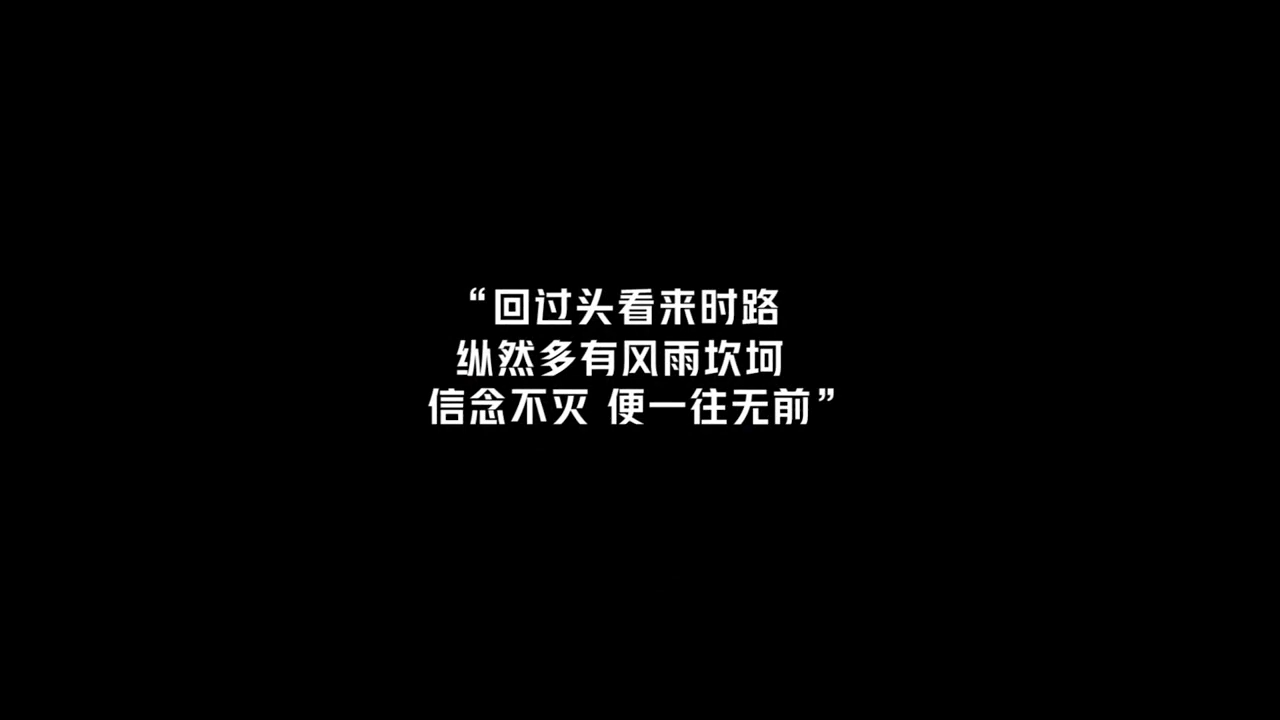 “回过头看来时路
纵然多有风雨坎坷
信念不灭 便一往无前”